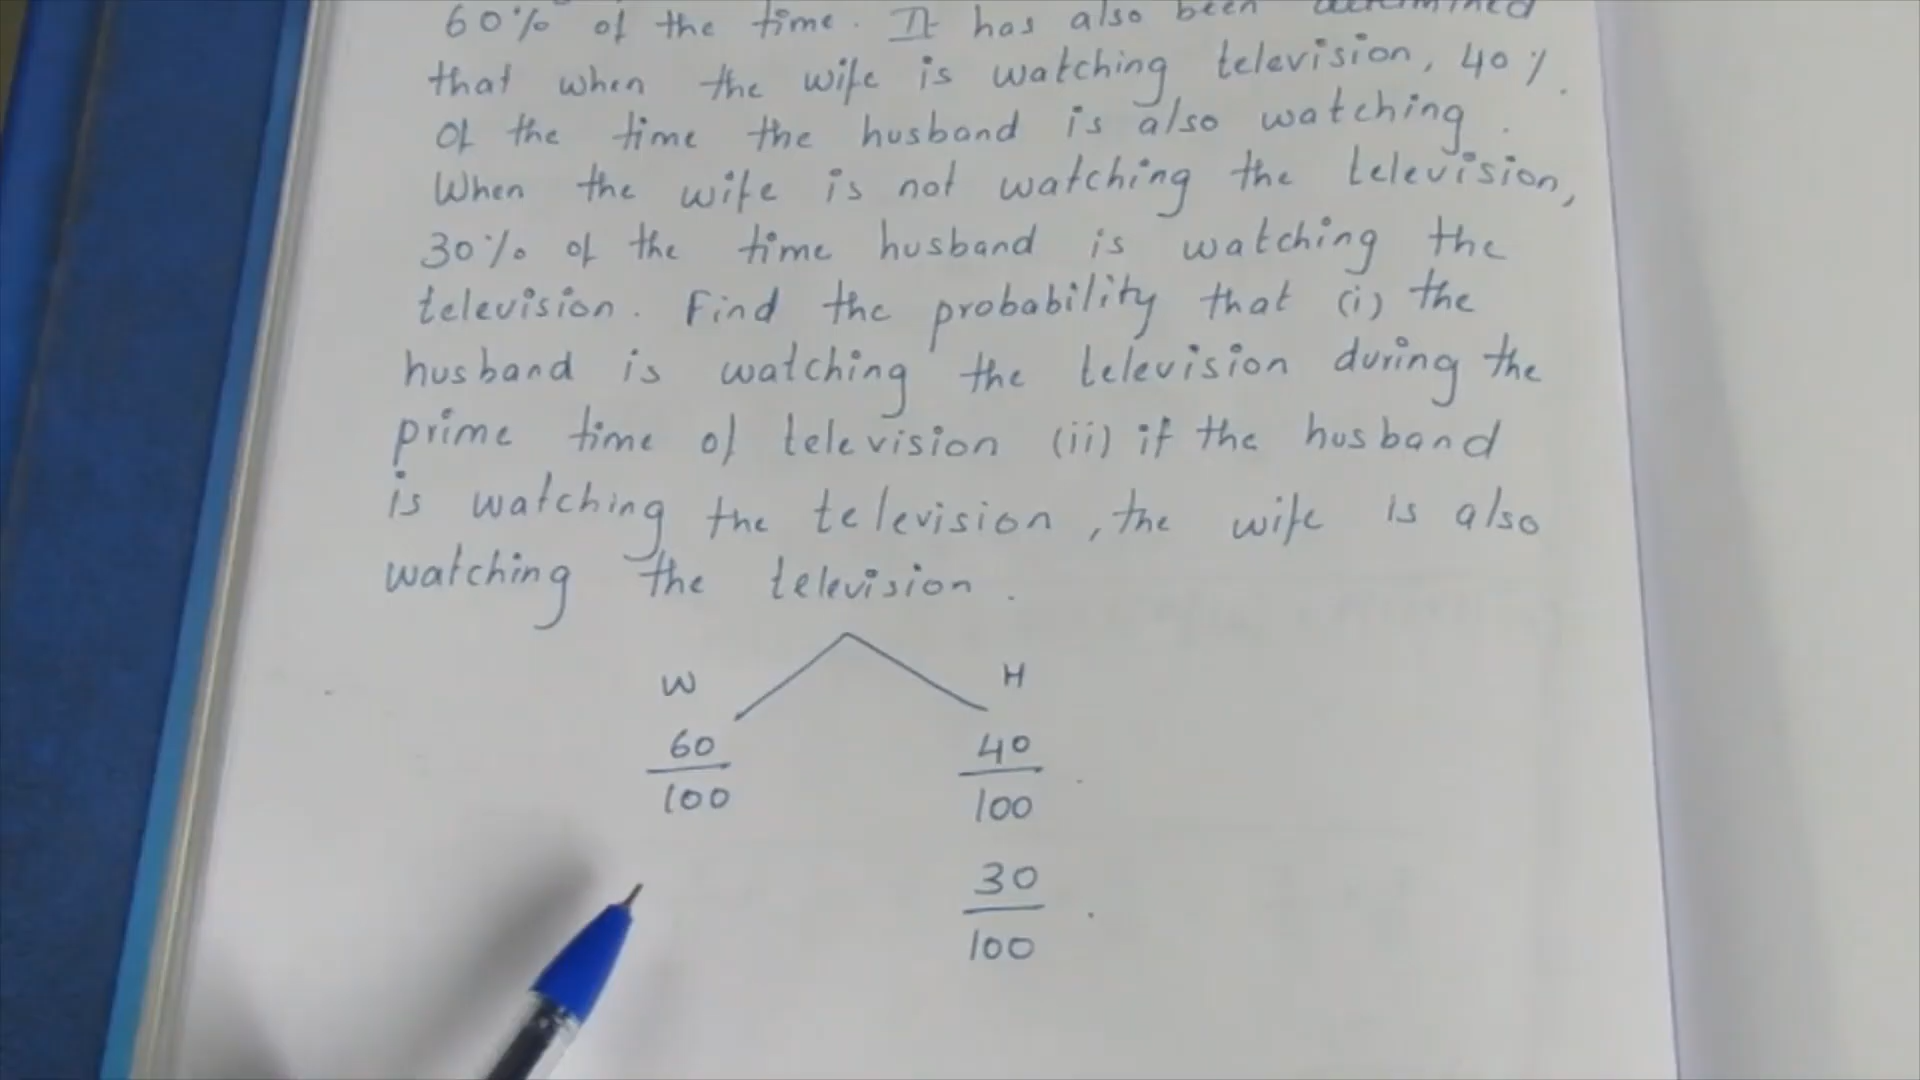 60% of the time. It has also been determined
that when the wife is watching television, 40%
of the time the husband is also watching.
When the wife is not watching the television,
30% of the time husband is watching the
television. Find the probability that (i) the
husband is watching the television during the
prime time of television (ii) if the husband
is watching the television, the wife is also
watching the television.
W H
60 40
100 100
30
100